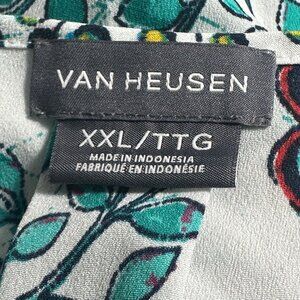 VAN HEUSEN
XXL/TTG
MADE IN INDONESIA
FABRIQUÉ EN INDONÉSIE